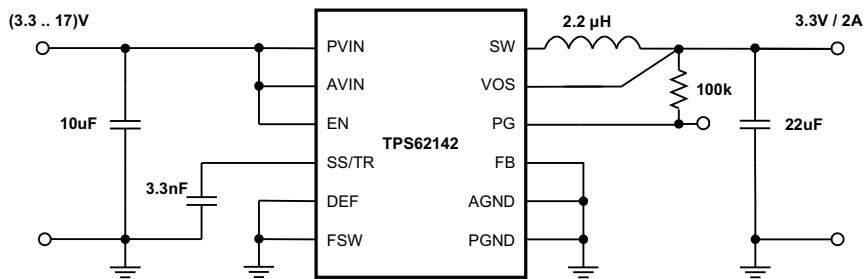 (3.3 .. 17)V
2.2 µH
3.3V / 2A
PVIN
SW
AVIN
VOS
100k
10uF
EN
PG
22uF
TPS62142
SS/TR
FB
3.3nF
DEF
AGND
FSW
PGND